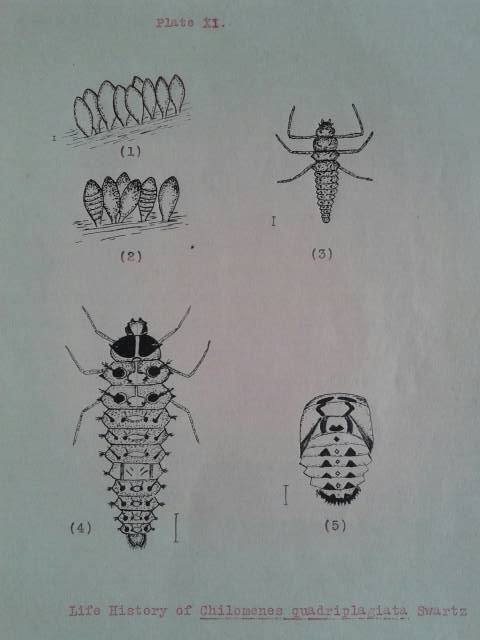 Plate XI.
(1)
(2)
(3)
(4)
(5)
Life History of Chilomenes quadriplagiata Swartz